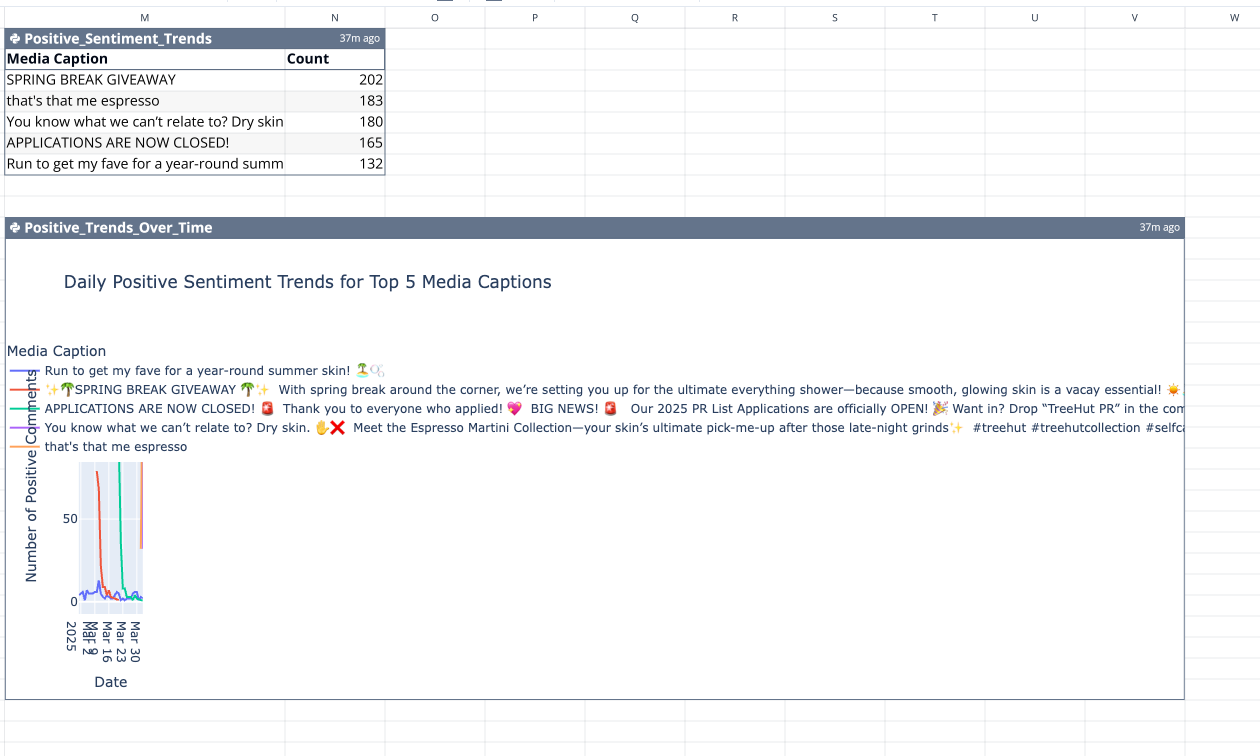 M N O P Q R S T U V W
Positive_Sentiment_Trends 37m ago
Media Caption Count
SPRING BREAK GIVEAWAY 202
that's that me espresso 183
You know what we can’t relate to? Dry skin 180
APPLICATIONS ARE NOW CLOSED! 165
Run to get my fave for a year-round summ 132
Positive_Trends_Over_Time 37m ago
Daily Positive Sentiment Trends for Top 5 Media Captions
Media Caption
Run to get my fave for a year-round summer skin! 🏝️🫧
✨🌴SPRING BREAK GIVEAWAY 🌴✨ With spring break around the corner, we’re setting you up for the ultimate everything shower—because smooth, glowing skin is a vacay essential! ☀️
APPLICATIONS ARE NOW CLOSED! 🚨 Thank you to everyone who applied! 💖 BIG NEWS! 🚨 Our 2025 PR List Applications are officially OPEN! 🎉 Want in? Drop “TreeHut PR” in the com
You know what we can’t relate to? Dry skin. ✋❌ Meet the Espresso Martini Collection—your skin’s ultimate pick-me-up after those late-night grinds✨ #treehut #treehutcollection #selfca
that's that me espresso
Number of Positive Comments
50
0
Mar 2
2025
Mar 9
Mar 16
Mar 23
Mar 30
Date